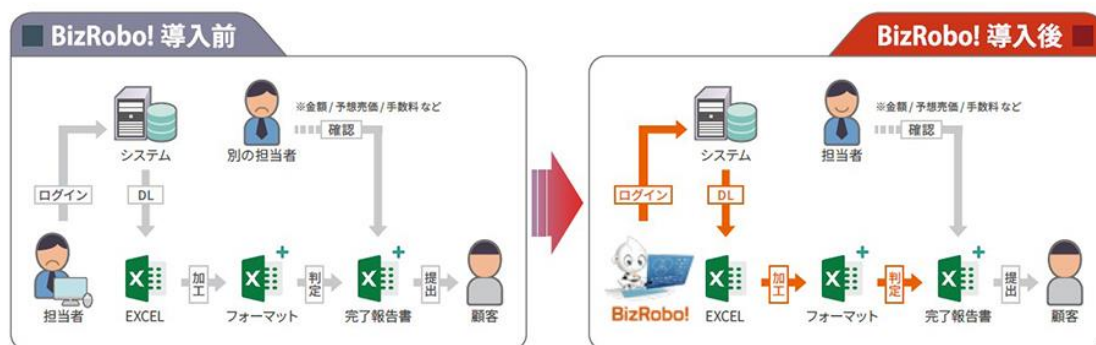 BizRobo! 導入前
システム
別の担当者
※金額 / 予想売価 / 手数料 など
確認
ログイン
DL
担当者
EXCEL
加工
フォーマット
判定
完了報告書
提出
顧客
BizRobo! 導入後
システム
担当者
※金額 / 予想売価 / 手数料 など
確認
ログイン
DL
BizRobo!
EXCEL
加工
フォーマット
判定
完了報告書
提出
顧客